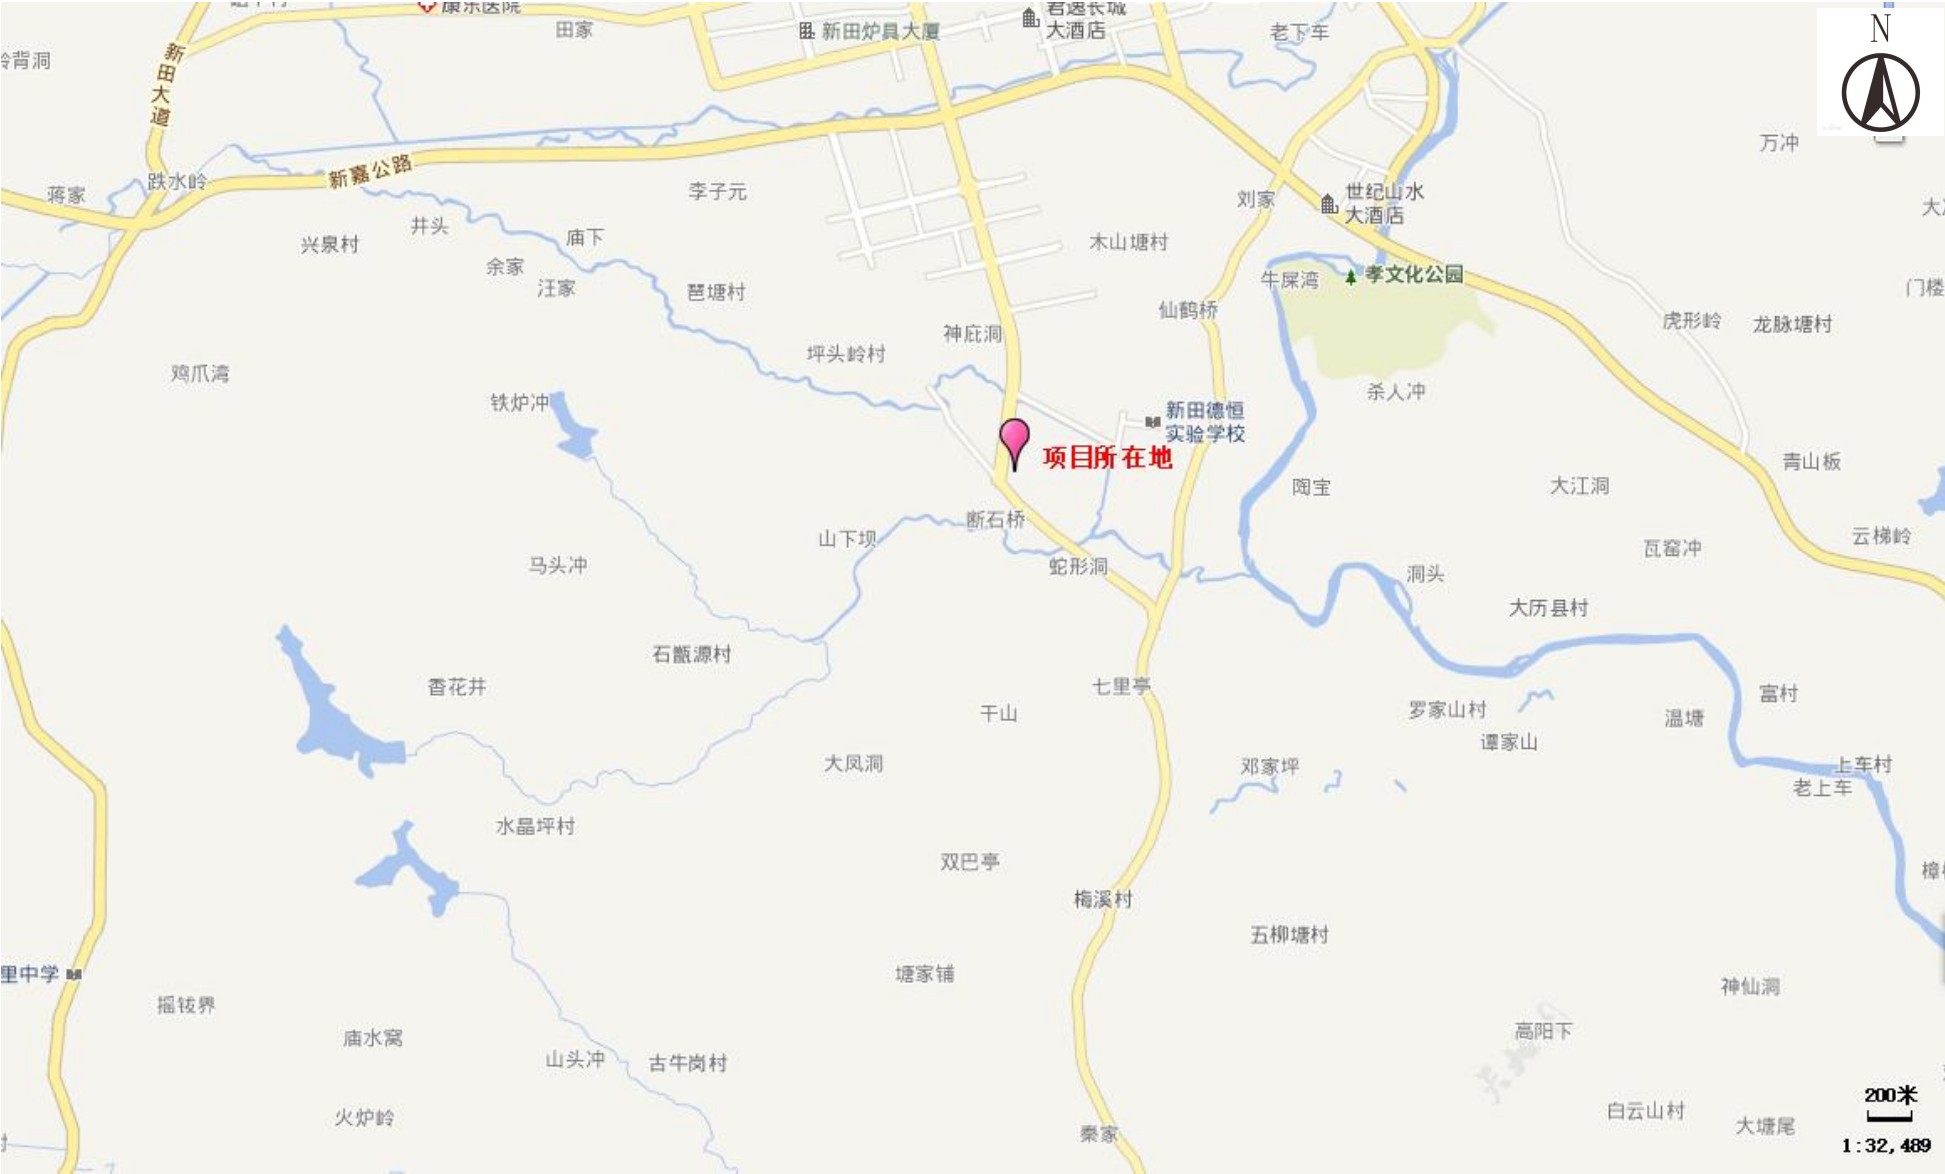 康乐医院
田家
新田炉具大厦
君逸长城
大酒店
老下车
N
岭背洞
新田大道
万冲
跌水岭
新嘉公路
蒋家
李子元
刘家
世纪山水
大酒店
井头
兴泉村
庙下
木山塘村
余家
汪家
琶塘村
牛屎湾
孝文化公园
门楼
仙鹤桥
神庇洞
虎形岭
龙脉塘村
坪头岭村
鸡爪湾
铁炉冲
杀人冲
新田德恒
实验学校
项目所在地
青山板
陶宝
大江洞
断石桥
山下坝
云梯岭
瓦窑冲
马头冲
蛇形洞
洞头
大历县村
石甑源村
香花井
七里亭
富村
干山
罗家山村
温塘
谭家山
大凤洞
邓家坪
上车村
老上车
水晶坪村
双巴亭
樟
梅溪村
五柳塘村
里中学
塘家铺
神仙洞
摇钹界
高阳下
庙水窝
山头冲
古牛岗村
200米
火炉岭
白云山村
大塘尾
秦家
1:32,489